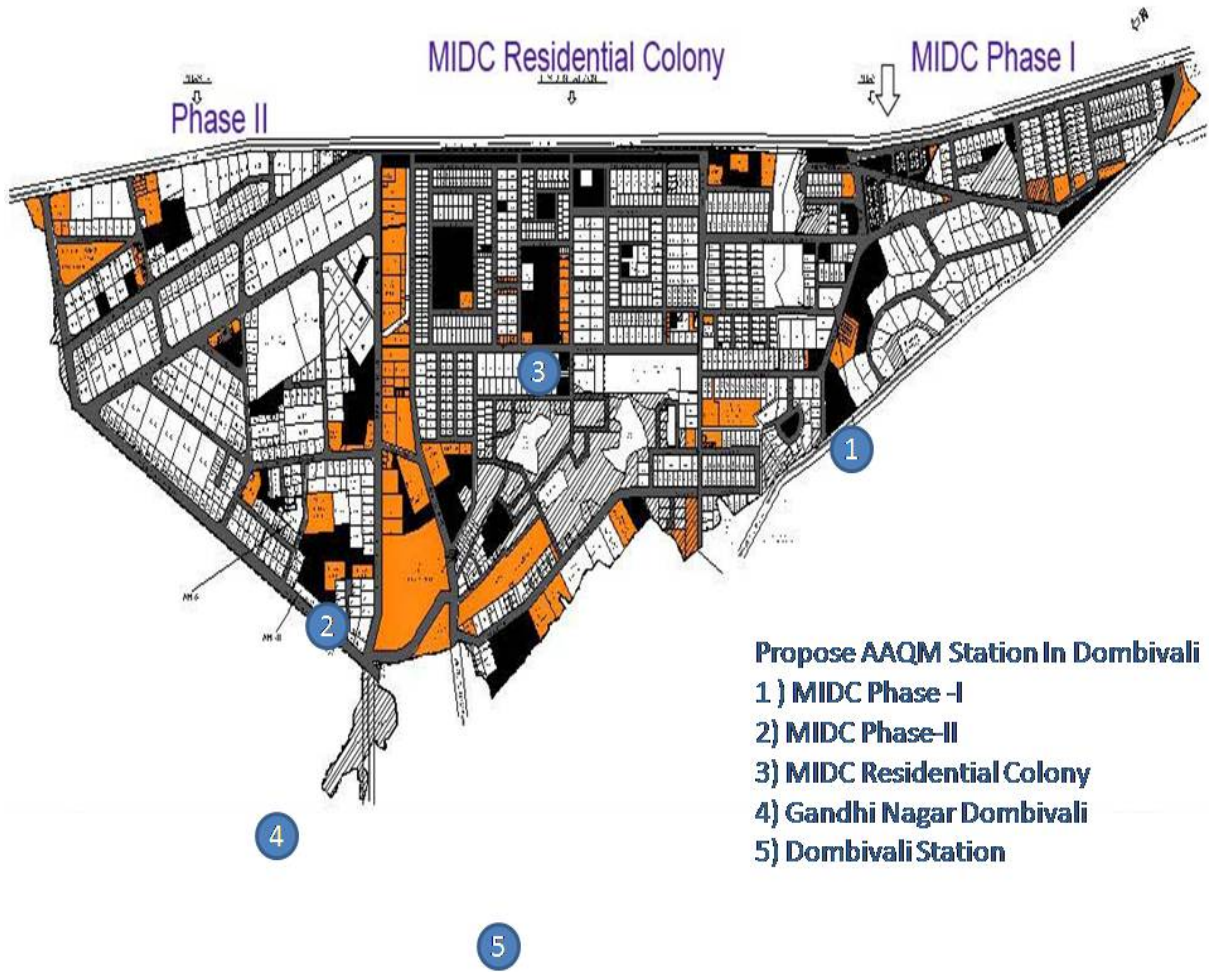 MIDC Residential Colony
MIDC Phase I
Phase II
3
1
2
Propose AAQM Station In Dombivali
1 ) MIDC Phase -I
2) MIDC Phase-II
3) MIDC Residential Colony
4) Gandhi Nagar Dombivali
5) Dombivali Station
4
5